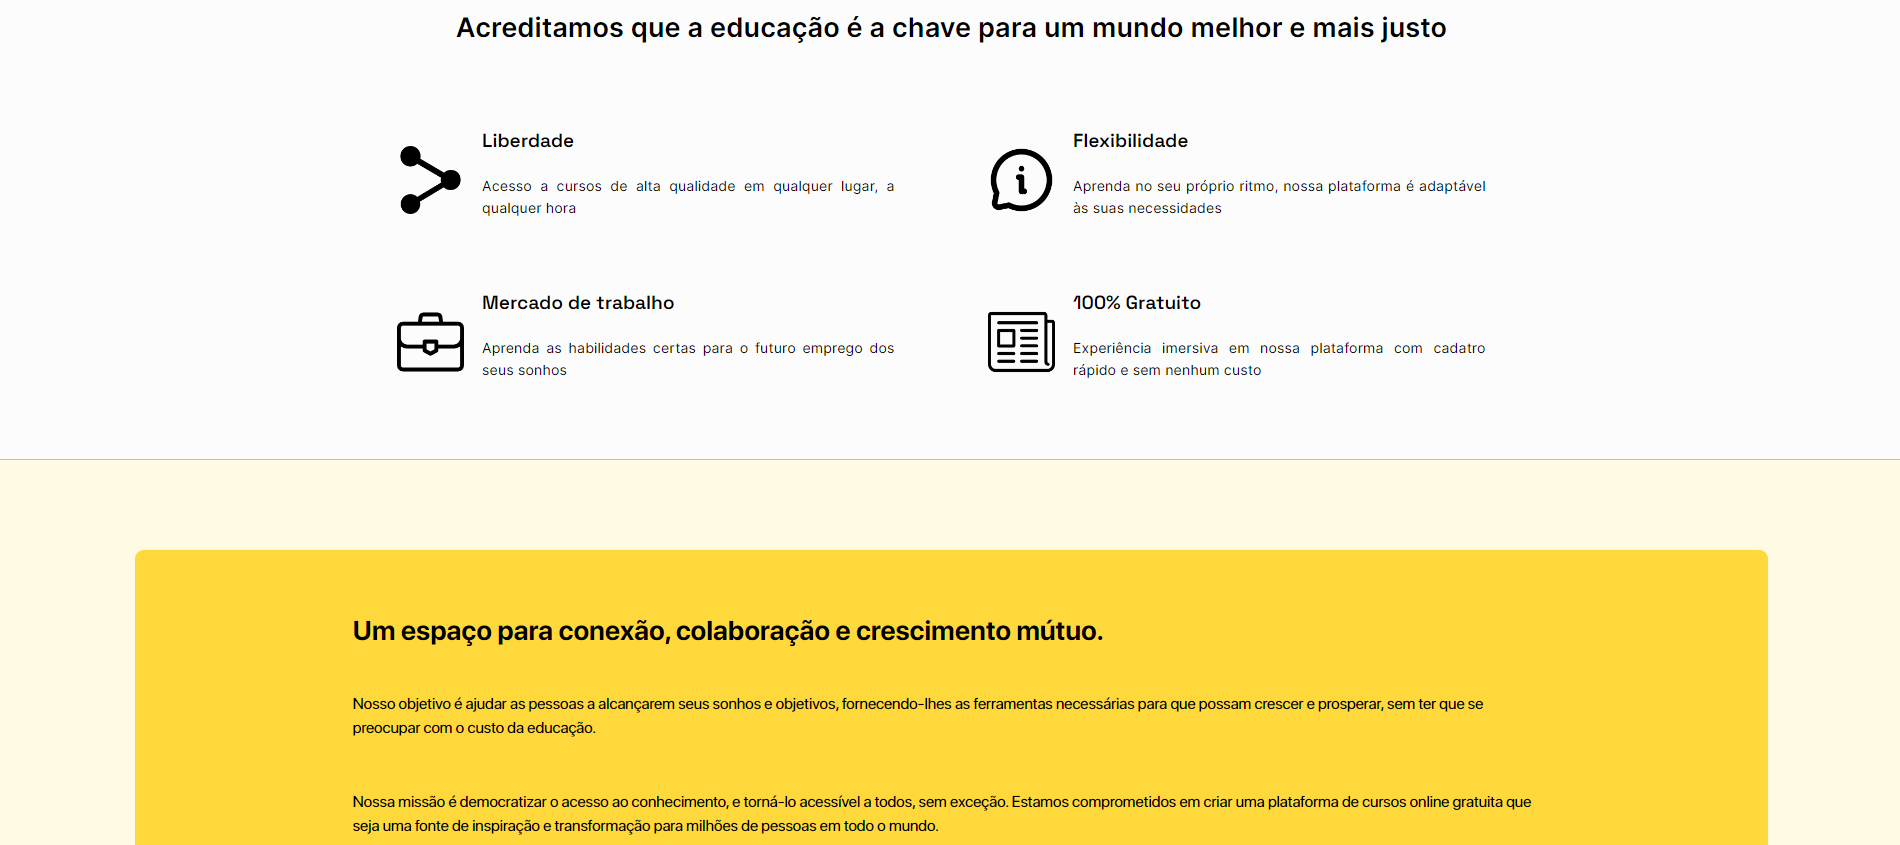 Acreditamos que a educação é a chave para um mundo melhor e mais justo
Liberdade
Acesso a cursos de alta qualidade em qualquer lugar, a
qualquer hora
Flexibilidade
Aprenda no seu próprio ritmo, nossa plataforma é adaptável
às suas necessidades
Mercado de trabalho
Aprenda as habilidades certas para o futuro emprego dos
seus sonhos
100% Gratuito
Experiência imersiva em nossa plataforma com cadatro
rápido e sem nenhum custo
Um espaço para conexão, colaboração e crescimento mútuo.
Nosso objetivo é ajudar as pessoas a alcançarem seus sonhos e objetivos, fornecendo-lhes as ferramentas necessárias para que possam crescer e prosperar, sem ter que se
preocupar com o custo da educação.
Nossa missão é democratizar o acesso ao conhecimento, e torná-lo acessível a todos, sem exceção. Estamos comprometidos em criar uma plataforma de cursos online gratuita que
seja uma fonte de inspiração e transformação para milhões de pessoas em todo o mundo.